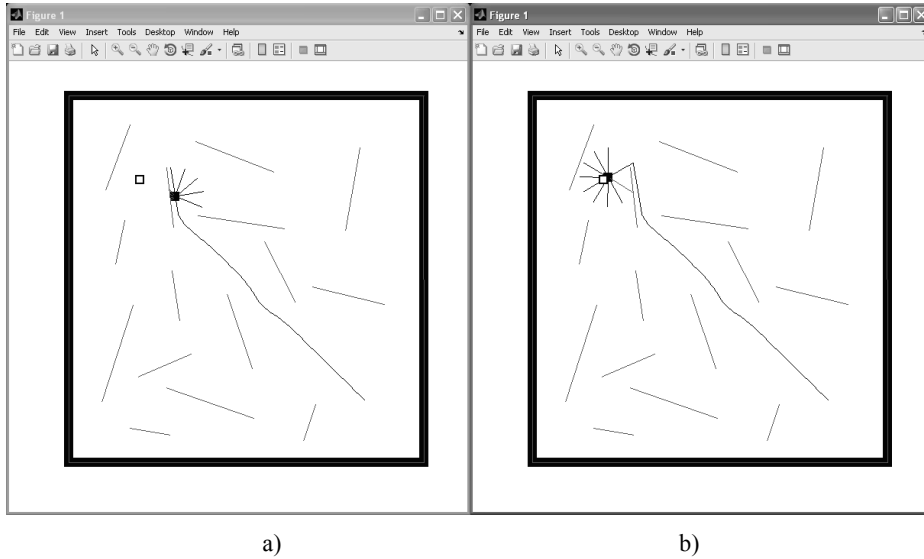 Figure 1
File Edit View Insert Tools Desktop Window Help
Figure 1
File Edit View Insert Tools Desktop Window Help
a)
b)